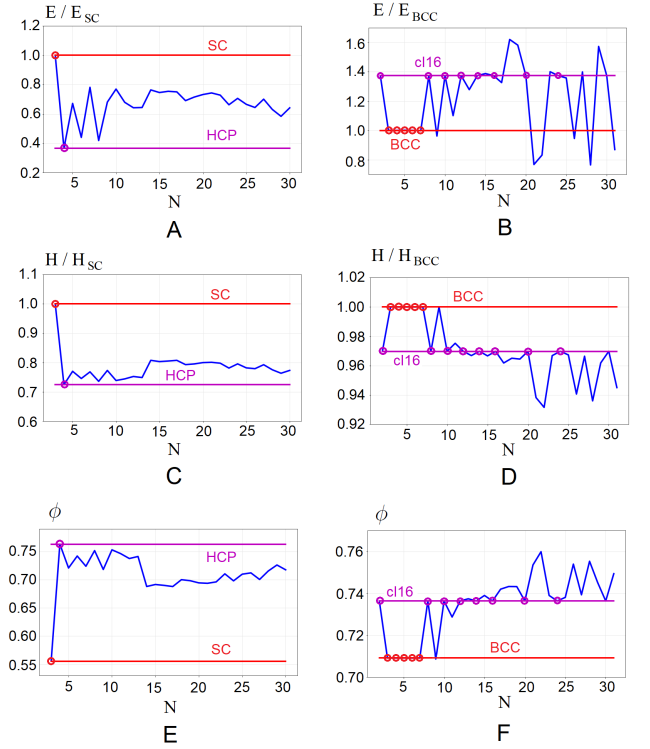 E / E_SC
1.2
1.0
0.8
0.6
0.4
0.2
SC
HCP
5 10 15 20 25 30
N
A
E / E_BCC
1.6
1.4
1.2
1.0
0.8
cI16
BCC
5 10 15 20 25 30
N
B
H / H_SC
1.1
1.0
0.9
0.8
0.7
0.6
SC
HCP
5 10 15 20 25 30
N
C
H / H_BCC
1.02
1.00
0.98
0.96
0.94
0.92
BCC
cI16
5 10 15 20 25 30
N
D
ϕ
0.75
0.70
0.65
0.60
0.55
HCP
SC
5 10 15 20 25 30
N
E
ϕ
0.76
0.74
0.72
0.70
cI16
BCC
5 10 15 20 25 30
N
F